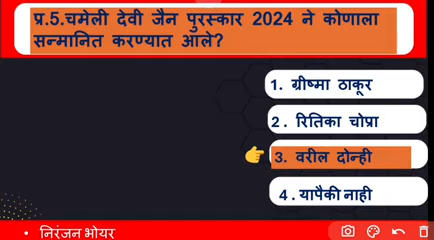 प्र.5.चमेली देवी जैन पुरस्कार 2024 ने कोणाला
सन्मानित करण्यात आले?
1. ग्रीष्मा ठाकूर
2. रितिका चोप्रा
3. वरील दोन्ही
4. यापैकी नाही
• निरंजन भोयर